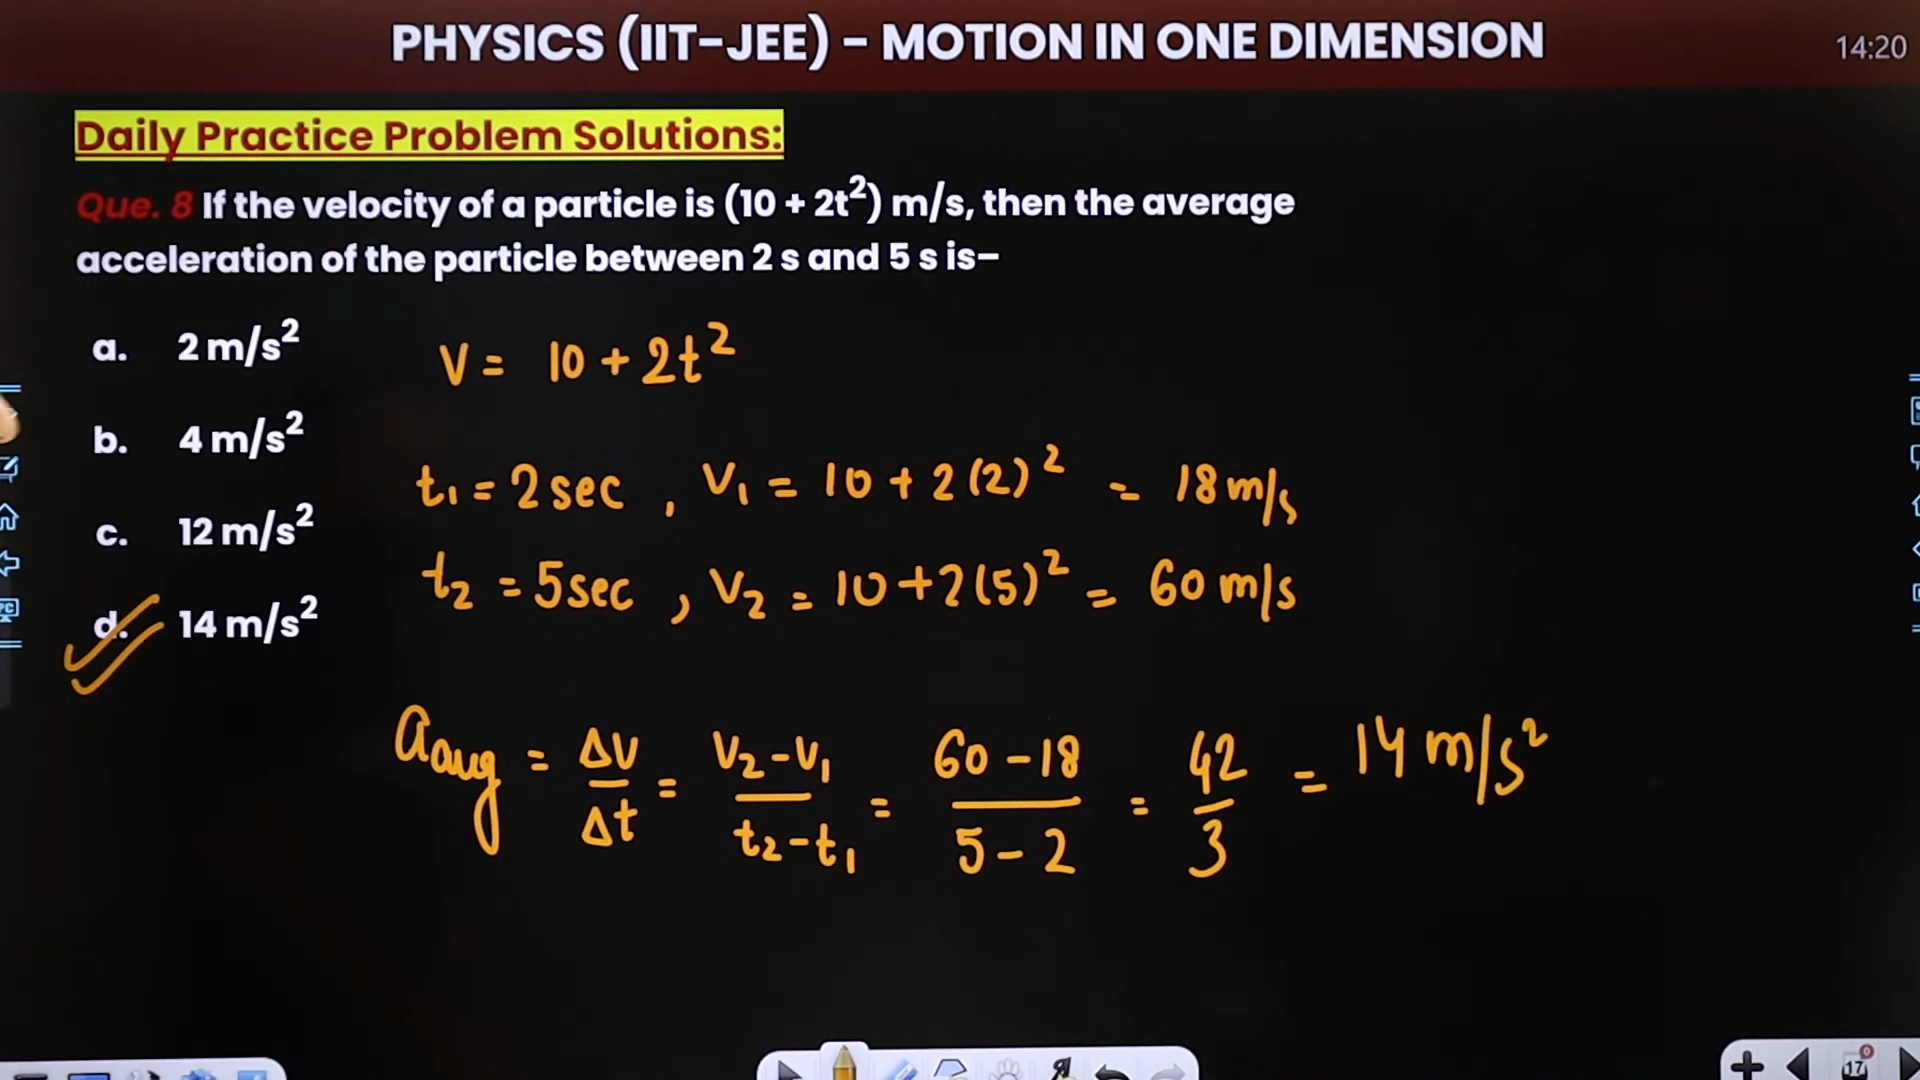 PHYSICS (IIT-JEE) - MOTION IN ONE DIMENSION
14:20
Daily Practice Problem Solutions:
Que. 8 If the velocity of a particle is (10 + 2t²) m/s, then the average
acceleration of the particle between 2 s and 5 s is–
a. 2 m/s²
b. 4 m/s²
c. 12 m/s²
d. 14 m/s²
V = 10 + 2t²
t₁ = 2 sec , V₁ = 10 + 2(2)² = 18 m/s
t₂ = 5 sec , V₂ = 10 + 2(5)² = 60 m/s
a avg = Δv/Δt = V₂-V₁/t₂-t₁ = 60-18/5-2 = 42/3 = 14 m/s²
PC
17
0